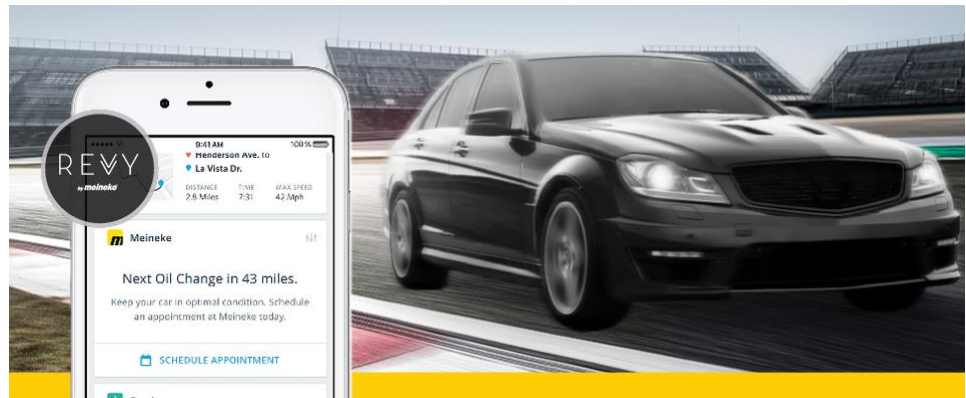 REVVY
by meineke
9:41 AM
100%
Henderson Ave. to
La Vista Dr.
DISTANCE TIME MAX SPEED
2.8 Miles 7:31 42 Mph
m Meineke
Next Oil Change in 43 miles.
Keep your car in optimal condition. Schedule
an appointment at Meineke today.
SCHEDULE APPOINTMENT